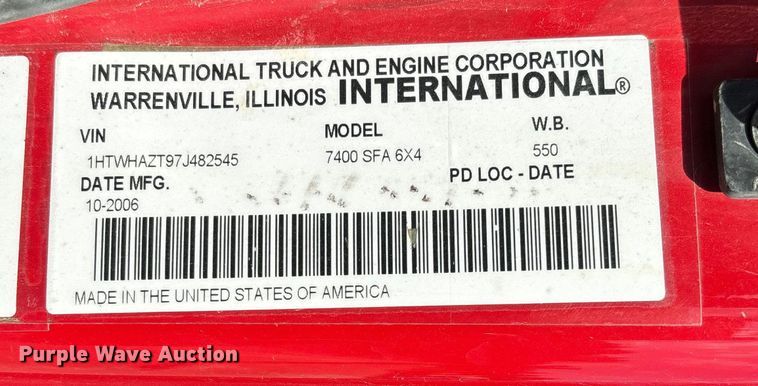 INTERNATIONAL TRUCK AND ENGINE CORPORATION
WARRENVILLE, ILLINOIS INTERNATIONAL®
VIN MODEL W.B.
1HTWHAZT97J482545 7400 SFA 6X4 550
DATE MFG. PD LOC - DATE
10-2006
MADE IN THE UNITED STATES OF AMERICA
Purple Wave Auction